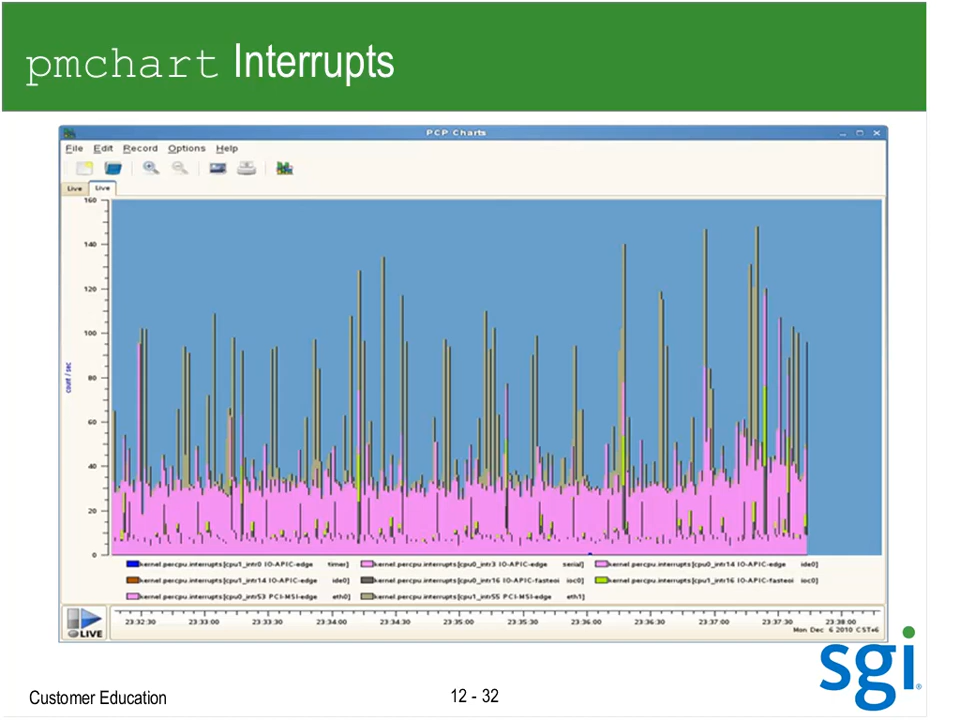 pmchart Interrupts
PCP Charts
File Edit Record Options Help
Live Live
160
140
120
100
80
60
40
20
0
count / sec
kernel.percpu.interrupts[cpu1_intr0 IO-APIC-edge timer] kernel.percpu.interrupts[cpu0_intr3 IO-APIC-edge serial] kernel.percpu.interrupts[cpu0_intr14 IO-APIC-edge ide0]
kernel.percpu.interrupts[cpu1_intr14 IO-APIC-edge ide0] kernel.percpu.interrupts[cpu0_intr16 IO-APIC-fasteoi ioc0] kernel.percpu.interrupts[cpu1_intr16 IO-APIC-fasteoi ioc0]
kernel.percpu.interrupts[cpu0_intr53 PCI-MSI-edge eth0] kernel.percpu.interrupts[cpu1_intr55 PCI-MSI-edge eth1]
LIVE
23:32:30 23:33:00 23:33:30 23:34:00 23:34:30 23:35:00 23:35:30 23:36:00 23:36:30 23:37:00 23:37:30 23:38:00
Mon Dec 6 2010 CST+6
sgi®
Customer Education
12 - 32